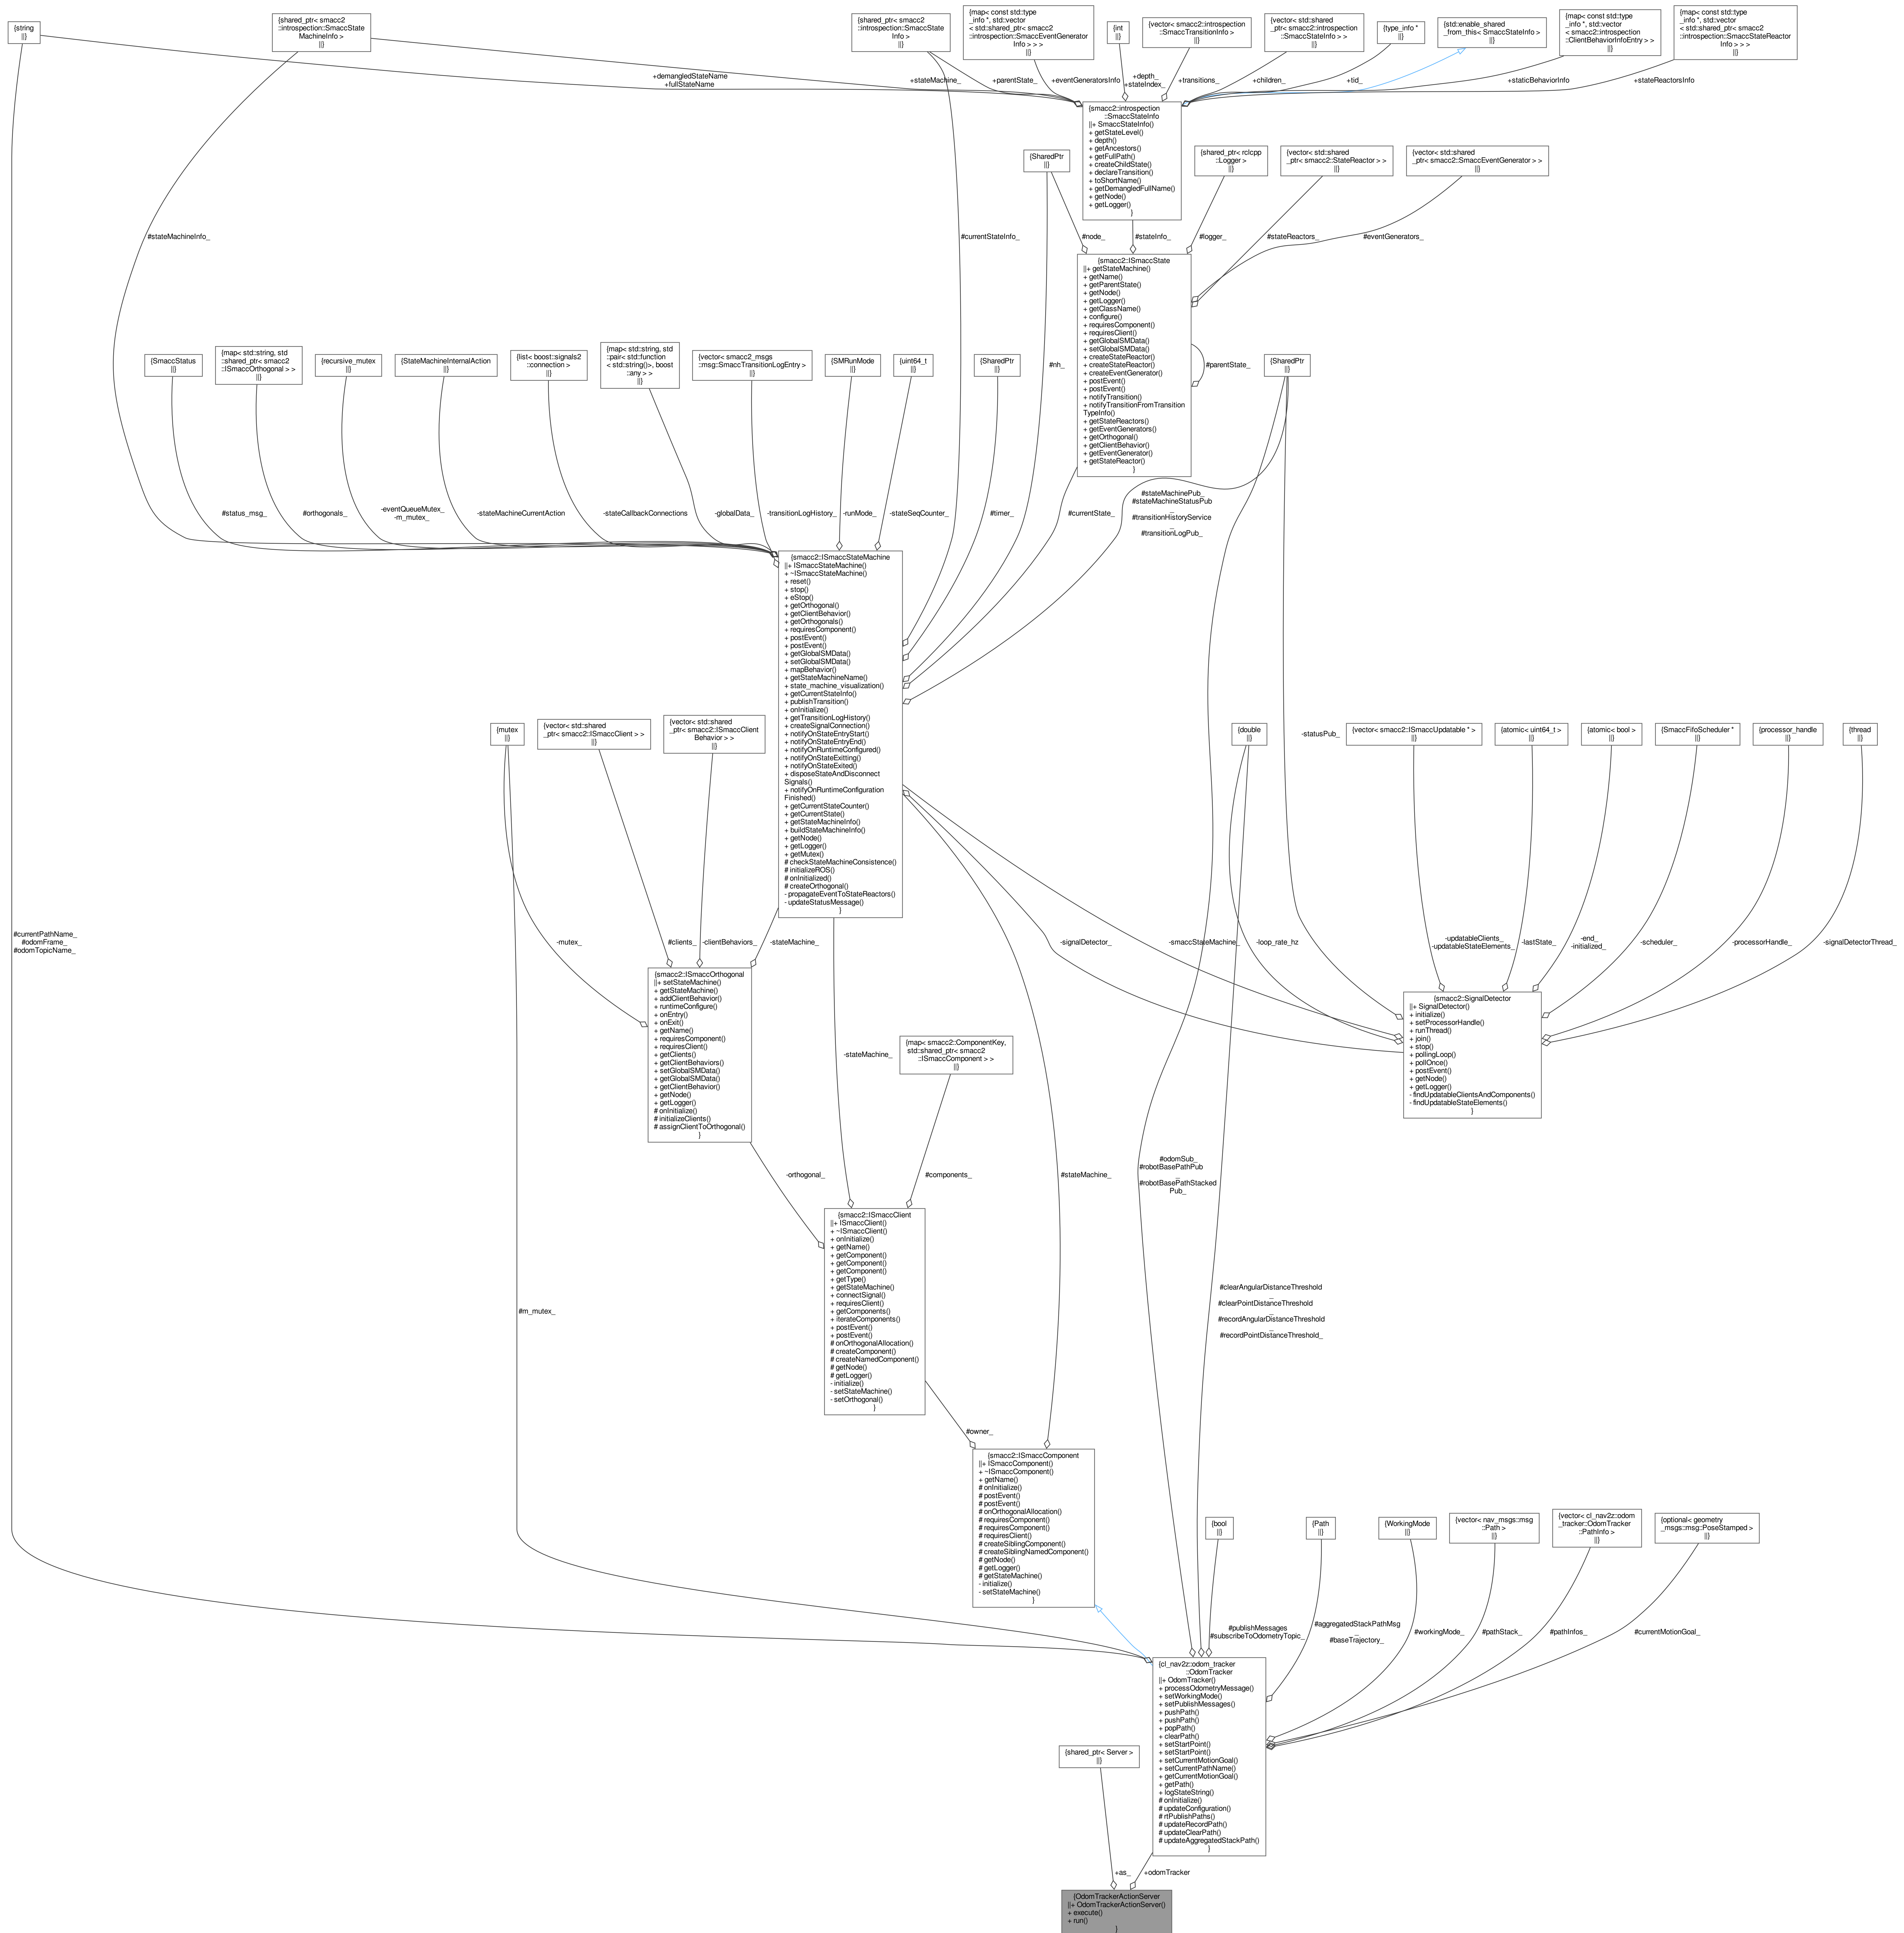 {string
||}
{shared_ptr< smacc2
::introspection::SmaccState
MachineInfo >
||}
{shared_ptr< smacc2
::introspection::SmaccState
Info >
||}
{map< const std::type
_info *, std::vector
< std::shared_ptr< smacc2
::introspection::SmaccEventGenerator
Info > > >
||}
{int
||}
{vector< smacc2::introspection
::SmaccTransitionInfo >
||}
{vector< std::shared
_ptr< smacc2::introspection
::SmaccStateInfo > >
||}
{type_info *
||}
{std::enable_shared
_from_this< SmaccStateInfo >
||}
{map< const std::type
_info *, std::vector
< smacc2::introspection
::ClientBehaviorInfoEntry > >
||}
{map< const std::type
_info *, std::vector
< std::shared_ptr< smacc2
::introspection::SmaccStateReactor
Info > > >
||}
+demangledStateName
+fullStateName
+stateMachine_
+parentState_
+eventGeneratorsInfo
+depth_
+stateIndex_
+transitions_
+children_
+tid_
+staticBehaviorInfo
+stateReactorsInfo
{smacc2::introspection
::SmaccStateInfo
||+ SmaccStateInfo()
+ getStateLevel()
+ depth()
+ getAncestors()
+ getFullPath()
+ createChildState()
+ declareTransition()
+ toShortName()
+ getDemangledFullName()
+ getNode()
+ getLogger()
}
{SharedPtr
||}
{shared_ptr< rclcpp
::Logger >
||}
{vector< std::shared
_ptr< smacc2::StateReactor > >
||}
{vector< std::shared
_ptr< smacc2::SmaccEventGenerator > >
||}
#stateMachineInfo_
#currentStateInfo_
#node_
#stateInfo_
#logger_
#stateReactors_
#eventGenerators_
{smacc2::ISmaccState
||+ getStateMachine()
+ getName()
+ getParentState()
+ getNode()
+ getLogger()
+ getClassName()
+ configure()
+ requiresComponent()
+ requiresClient()
+ getGlobalSMData()
+ setGlobalSMData()
+ createStateReactor()
+ createStateReactor()
+ createEventGenerator()
+ postEvent()
+ postEvent()
+ notifyTransition()
+ notifyTransitionFromTransition
TypeInfo()
+ getStateReactors()
+ getEventGenerators()
+ getOrthogonal()
+ getClientBehavior()
+ getEventGenerator()
+ getStateReactor()
}
#parentState_
{SmaccStatus
||}
{map< std::string, std
::shared_ptr< smacc2
::ISmaccOrthogonal > >
||}
{recursive_mutex
||}
{StateMachineInternalAction
||}
{list< boost::signals2
::connection >
||}
{map< std::string, std
::pair< std::function
< std::string()>, boost
::any > >
||}
{vector< smacc2_msgs
::msg::SmaccTransitionLogEntry >
||}
{SMRunMode
||}
{uint64_t
||}
{SharedPtr
||}
#nh_
{SharedPtr
||}
#status_msg_
#orthogonals_
-eventQueueMutex_
-m_mutex_
-stateMachineCurrentAction
-stateCallbackConnections
-globalData_
-transitionLogHistory_
-runMode_
-stateSeqCounter_
#timer_
#currentState_
#stateMachinePub_
#stateMachineStatusPub
_
#transitionHistoryService
_
#transitionLogPub_
{smacc2::ISmaccStateMachine
||+ ISmaccStateMachine()
+ ~ISmaccStateMachine()
+ reset()
+ stop()
+ eStop()
+ getOrthogonal()
+ getClientBehavior()
+ getOrthogonals()
+ requiresComponent()
+ postEvent()
+ postEvent()
+ getGlobalSMData()
+ setGlobalSMData()
+ mapBehavior()
+ getStateMachineName()
+ state_machine_visualization()
+ getCurrentStateInfo()
+ publishTransition()
+ onInitialize()
+ getTransitionLogHistory()
+ createSignalConnection()
+ notifyOnStateEntryStart()
+ notifyOnStateEntryEnd()
+ notifyOnRuntimeConfigured()
+ notifyOnStateExitting()
+ notifyOnStateExited()
+ disposeStateAndDisconnect
Signals()
+ notifyOnRuntimeConfiguration
Finished()
+ getCurrentStateCounter()
+ getCurrentState()
+ getStateMachineInfo()
+ buildStateMachineInfo()
+ getNode()
+ getLogger()
+ getMutex()
# checkStateMachineConsistence()
# initializeROS()
# onInitialized()
# createOrthogonal()
- propagateEventToStateReactors()
- updateStatusMessage()
}
{mutex
||}
{vector< std::shared
_ptr< smacc2::ISmaccClient > >
||}
{vector< std::shared
_ptr< smacc2::ISmaccClient
Behavior > >
||}
{double
||}
-statusPub_
{vector< smacc2::ISmaccUpdatable * >
||}
{atomic< uint64_t >
||}
{atomic< bool >
||}
{SmaccFifoScheduler *
||}
{processor_handle
||}
{thread
||}
#currentPathName_
#odomFrame_
#odomTopicName_
-mutex_
#clients_
-clientBehaviors_
-stateMachine_
-signalDetector_
-smaccStateMachine_
-loop_rate_hz
-updatableClients_
-updatableStateElements_
-lastState_
-end_
-initialized_
-scheduler_
-processorHandle_
-signalDetectorThread_
{smacc2::ISmaccOrthogonal
||+ setStateMachine()
+ getStateMachine()
+ addClientBehavior()
+ runtimeConfigure()
+ onEntry()
+ onExit()
+ getName()
+ requiresComponent()
+ requiresClient()
+ getClients()
+ getClientBehaviors()
+ setGlobalSMData()
+ getGlobalSMData()
+ getClientBehavior()
+ getNode()
+ getLogger()
# onInitialize()
# initializeClients()
# assignClientToOrthogonal()
}
{smacc2::SignalDetector
||+ SignalDetector()
+ initialize()
+ setProcessorHandle()
+ runThread()
+ join()
+ stop()
+ pollingLoop()
+ pollOnce()
+ postEvent()
+ getNode()
+ getLogger()
- findUpdatableClientsAndComponents()
- findUpdatableStateElements()
}
-stateMachine_
{map< smacc2::ComponentKey,
std::shared_ptr< smacc2
::ISmaccComponent > >
||}
-orthogonal_
#components_
#stateMachine_
#odomSub_
#robotBasePathPub
_
#robotBasePathStacked
Pub_
{smacc2::ISmaccClient
||+ ISmaccClient()
+ ~ISmaccClient()
+ onInitialize()
+ getName()
+ getComponent()
+ getComponent()
+ getComponent()
+ getType()
+ getStateMachine()
+ connectSignal()
+ requiresClient()
+ getComponents()
+ iterateComponents()
+ postEvent()
+ postEvent()
# onOrthogonalAllocation()
# createComponent()
# createNamedComponent()
# getNode()
# getLogger()
- initialize()
- setStateMachine()
- setOrthogonal()
}
#m_mutex_
#clearAngularDistanceThreshold
_
#clearPointDistanceThreshold
_
#recordAngularDistanceThreshold
_
#recordPointDistanceThreshold_
#owner_
{smacc2::ISmaccComponent
||+ ISmaccComponent()
+ ~ISmaccComponent()
+ getName()
# onInitialize()
# postEvent()
# postEvent()
# onOrthogonalAllocation()
# requiresComponent()
# requiresComponent()
# requiresClient()
# createSiblingComponent()
# createSiblingNamedComponent()
# getNode()
# getLogger()
# getStateMachine()
- initialize()
- setStateMachine()
}
{bool
||}
{Path
||}
{WorkingMode
||}
{vector< nav_msgs::msg
::Path >
||}
{vector< cl_nav2z::odom
_tracker::OdomTracker
::PathInfo >
||}
{optional< geometry
_msgs::msg::PoseStamped >
||}
#publishMessages
#subscribeToOdometryTopic_
#aggregatedStackPathMsg
_
#baseTrajectory_
#workingMode_
#pathStack_
#pathInfos_
#currentMotionGoal_
{cl_nav2z::odom_tracker
::OdomTracker
||+ OdomTracker()
+ processOdometryMessage()
+ setWorkingMode()
+ setPublishMessages()
+ pushPath()
+ pushPath()
+ popPath()
+ clearPath()
+ setStartPoint()
+ setStartPoint()
+ setCurrentMotionGoal()
+ setCurrentPathName()
+ getCurrentMotionGoal()
+ getPath()
+ logStateString()
# onInitialize()
# updateConfiguration()
# rtPublishPaths()
# updateRecordPath()
# updateClearPath()
# updateAggregatedStackPath()
}
{shared_ptr< Server >
||}
+as_
+odomTracker
{OdomTrackerActionServer
||+ OdomTrackerActionServer()
+ execute()
+ run()
}